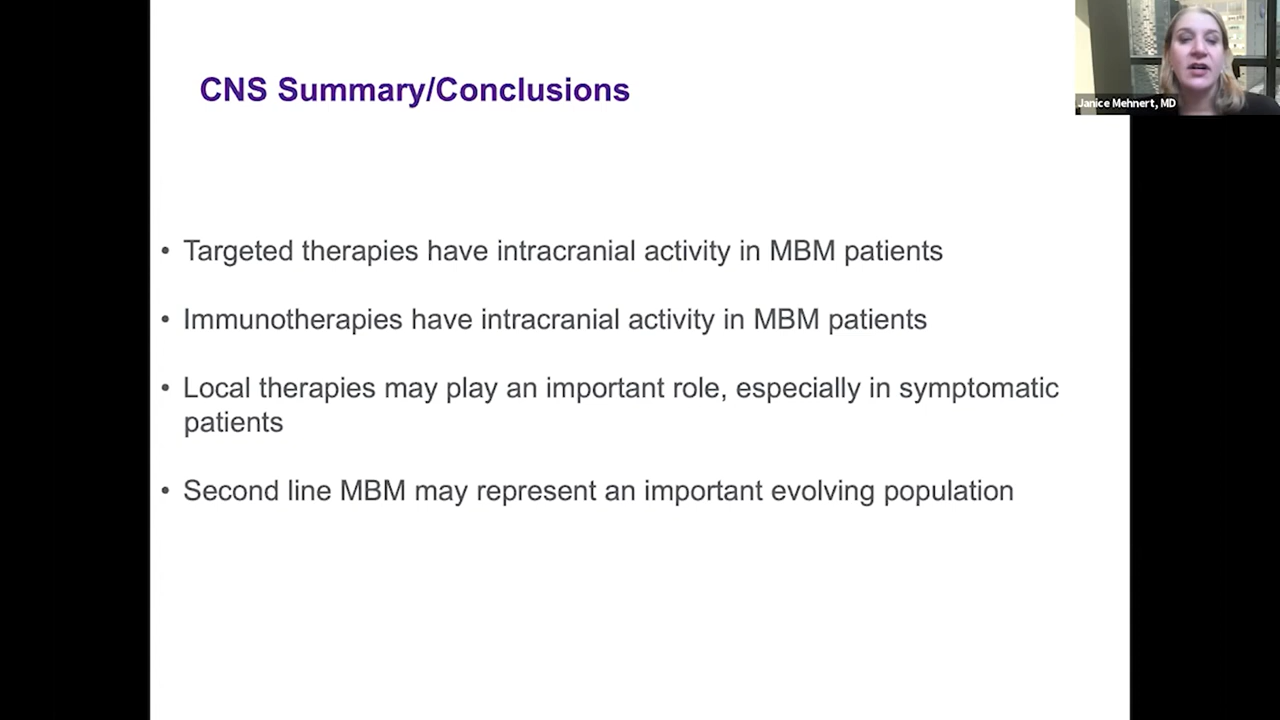 CNS Summary/Conclusions
Janice Mehnert, MD
• Targeted therapies have intracranial activity in MBM patients
• Immunotherapies have intracranial activity in MBM patients
• Local therapies may play an important role, especially in symptomatic
patients
• Second line MBM may represent an important evolving population